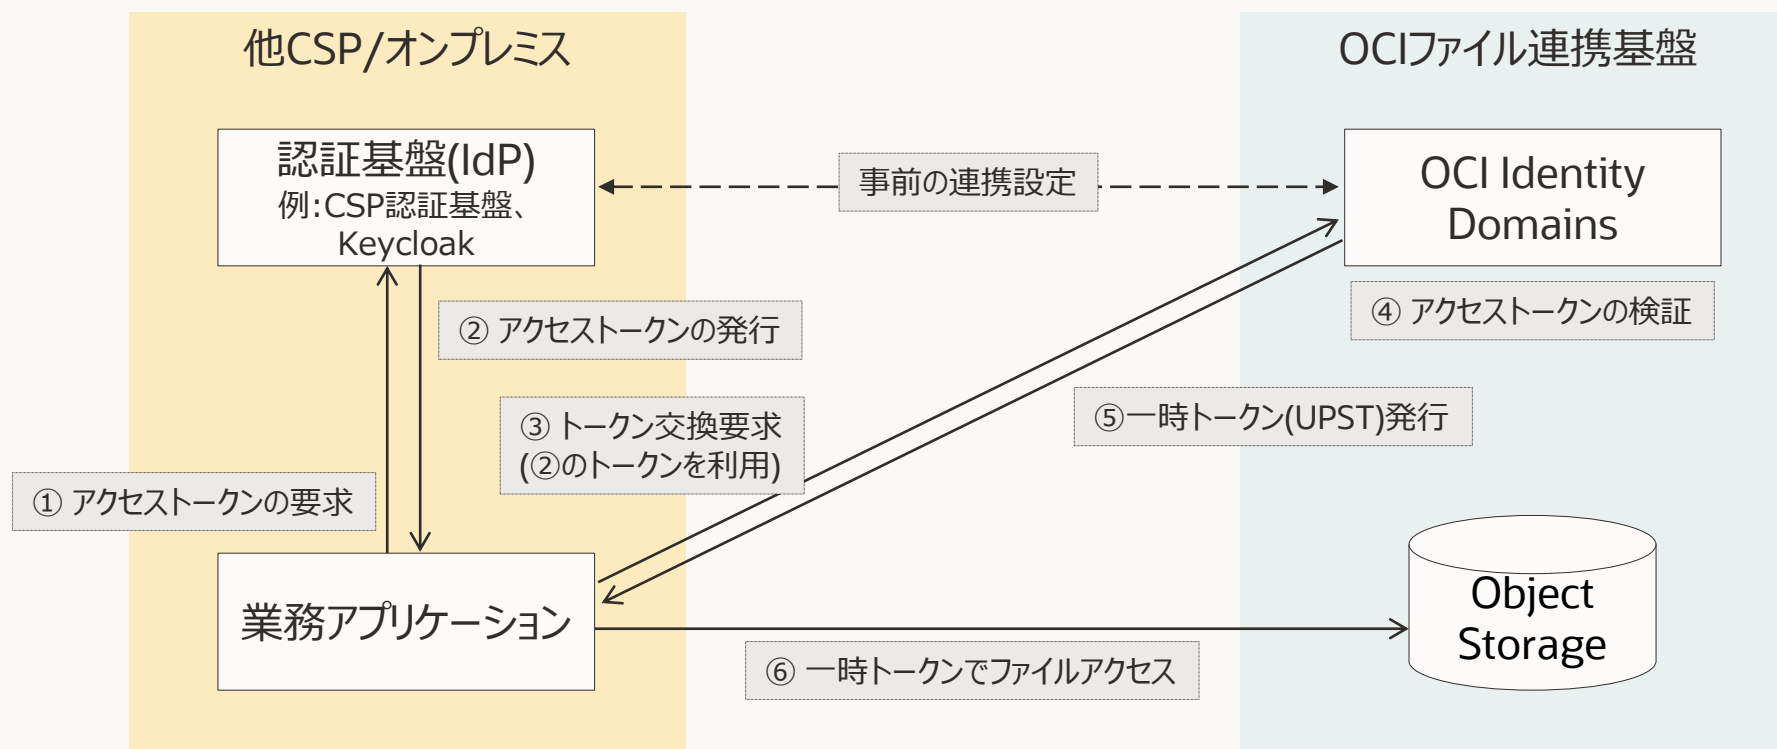 他CSP/オンプレミス
OCIファイル連携基盤
認証基盤(IdP)
例:CSP認証基盤、
Keycloak
事前の連携設定
OCI Identity
Domains
② アクセストークンの発行
④ アクセストークンの検証
③ トークン交換要求
(②のトークンを利用)
⑤一時トークン(UPST)発行
① アクセストークンの要求
業務アプリケーション
Object
Storage
⑥ 一時トークンでファイルアクセス